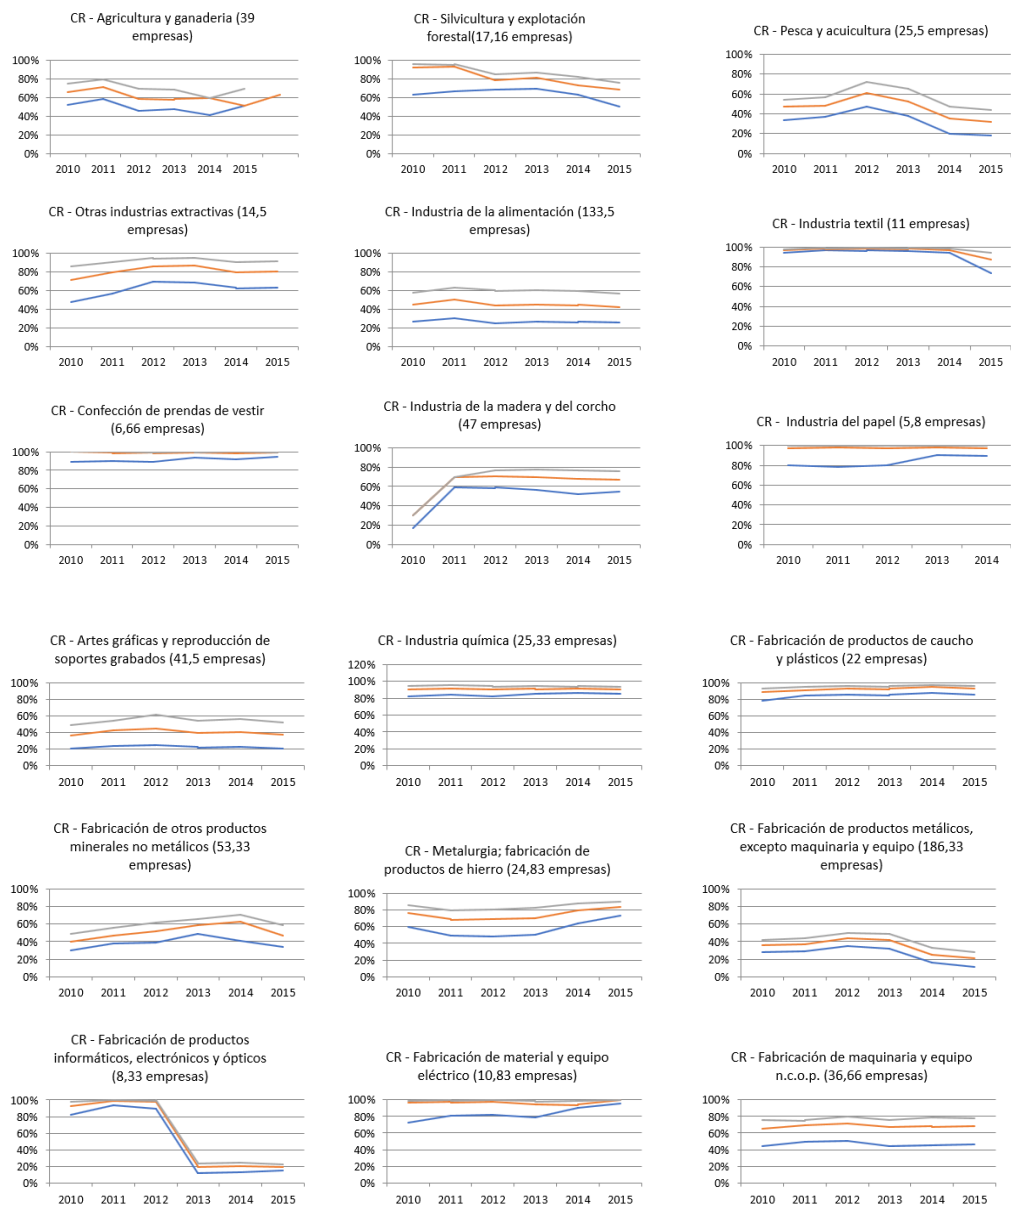 CR - Agricultura y ganaderia (39
empresas)
100%
80%
60%
40%
20%
0%
2010 2011 2012 2013 2014 2015
CR - Silvicultura y explotación
forestal(17,16 empresas)
100%
80%
60%
40%
20%
0%
2010 2011 2012 2013 2014 2015
CR - Pesca y acuicultura (25,5 empresas)
100%
80%
60%
40%
20%
0%
2010 2011 2012 2013 2014 2015
CR - Otras industrias extractivas (14,5
empresas)
100%
80%
60%
40%
20%
0%
2010 2011 2012 2013 2014 2015
CR - Industria de la alimentación (133,5
empresas)
100%
80%
60%
40%
20%
0%
2010 2011 2012 2013 2014 2015
CR - Industria textil (11 empresas)
100%
80%
60%
40%
20%
0%
2010 2011 2012 2013 2014 2015
CR - Confección de prendas de vestir
(6,66 empresas)
100%
80%
60%
40%
20%
0%
2010 2011 2012 2013 2014 2015
CR - Industria de la madera y del corcho
(47 empresas)
100%
80%
60%
40%
20%
0%
2010 2011 2012 2013 2014 2015
CR - Industria del papel (5,8 empresas)
100%
80%
60%
40%
20%
0%
2010 2011 2012 2013 2014
CR - Artes gráficas y reproducción de
soportes grabados (41,5 empresas)
100%
80%
60%
40%
20%
0%
2010 2011 2012 2013 2014 2015
CR - Industria química (25,33 empresas)
120%
100%
80%
60%
40%
20%
0%
2010 2011 2012 2013 2014 2015
CR - Fabricación de productos de caucho
y plásticos (22 empresas)
100%
80%
60%
40%
20%
0%
2010 2011 2012 2013 2014 2015
CR - Fabricación de otros productos
minerales no metálicos (53,33
empresas)
100%
80%
60%
40%
20%
0%
2010 2011 2012 2013 2014 2015
CR - Metalurgia; fabricación de
productos de hierro (24,83 empresas)
100%
80%
60%
40%
20%
0%
2010 2011 2012 2013 2014 2015
CR - Fabricación de productos metálicos,
excepto maquinaria y equipo (186,33
empresas)
100%
80%
60%
40%
20%
0%
2010 2011 2012 2013 2014 2015
CR - Fabricación de productos
informáticos, electrónicos y ópticos
(8,33 empresas)
100%
80%
60%
40%
20%
0%
2010 2011 2012 2013 2014 2015
CR - Fabricación de material y equipo
eléctrico (10,83 empresas)
100%
80%
60%
40%
20%
0%
2010 2011 2012 2013 2014 2015
CR - Fabricación de maquinaria y equipo
n.c.o.p. (36,66 empresas)
100%
80%
60%
40%
20%
0%
2010 2011 2012 2013 2014 2015